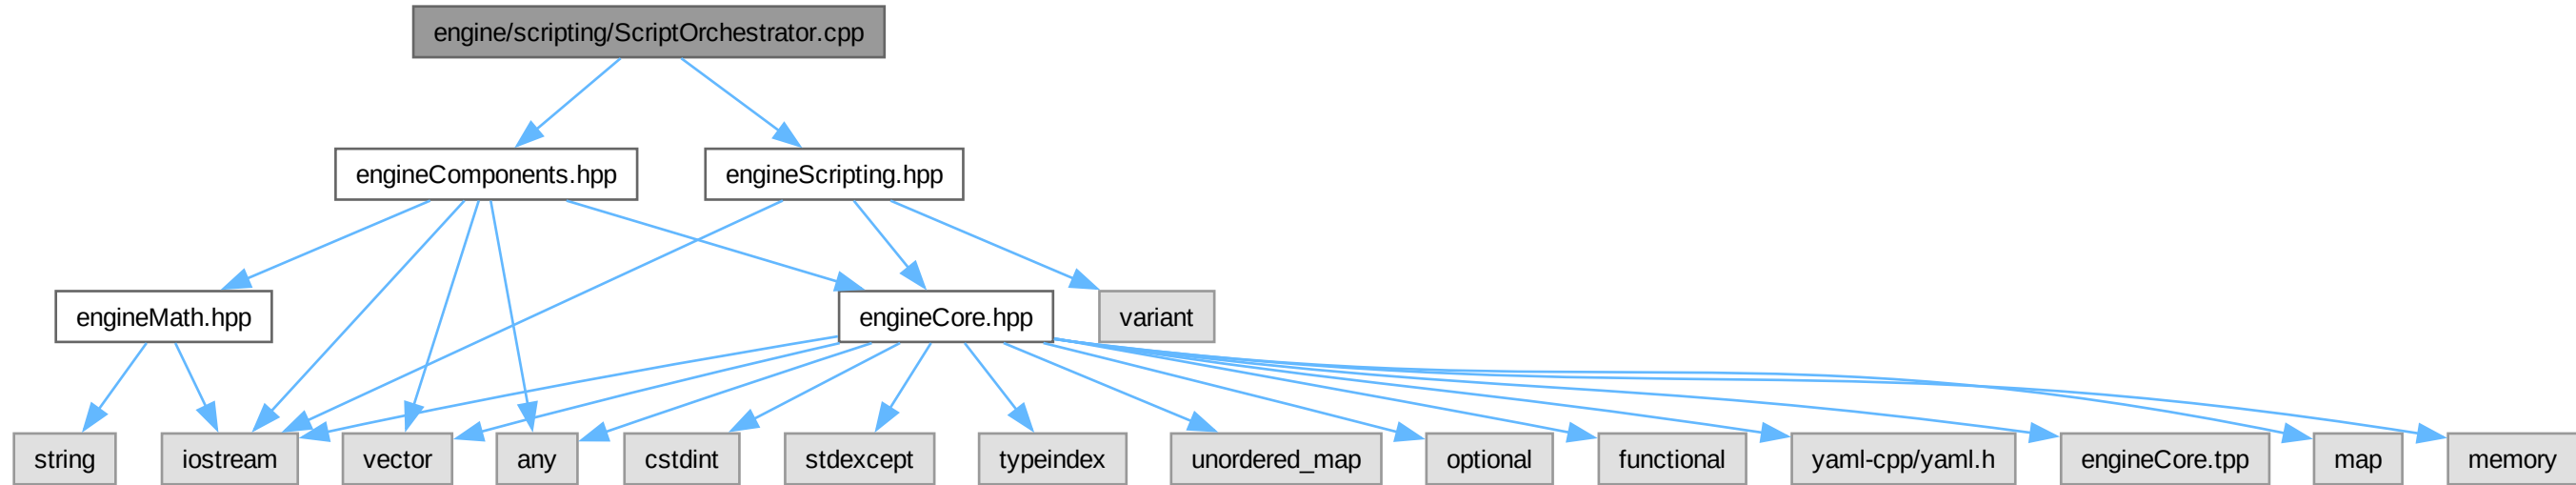 engine/scripting/ScriptOrchestrator.cpp
engineComponents.hpp
engineScripting.hpp
engineMath.hpp
engineCore.hpp
variant
string
iostream
vector
any
cstdint
stdexcept
typeindex
unordered_map
optional
functional
yaml-cpp/yaml.h
engineCore.tpp
map
memory